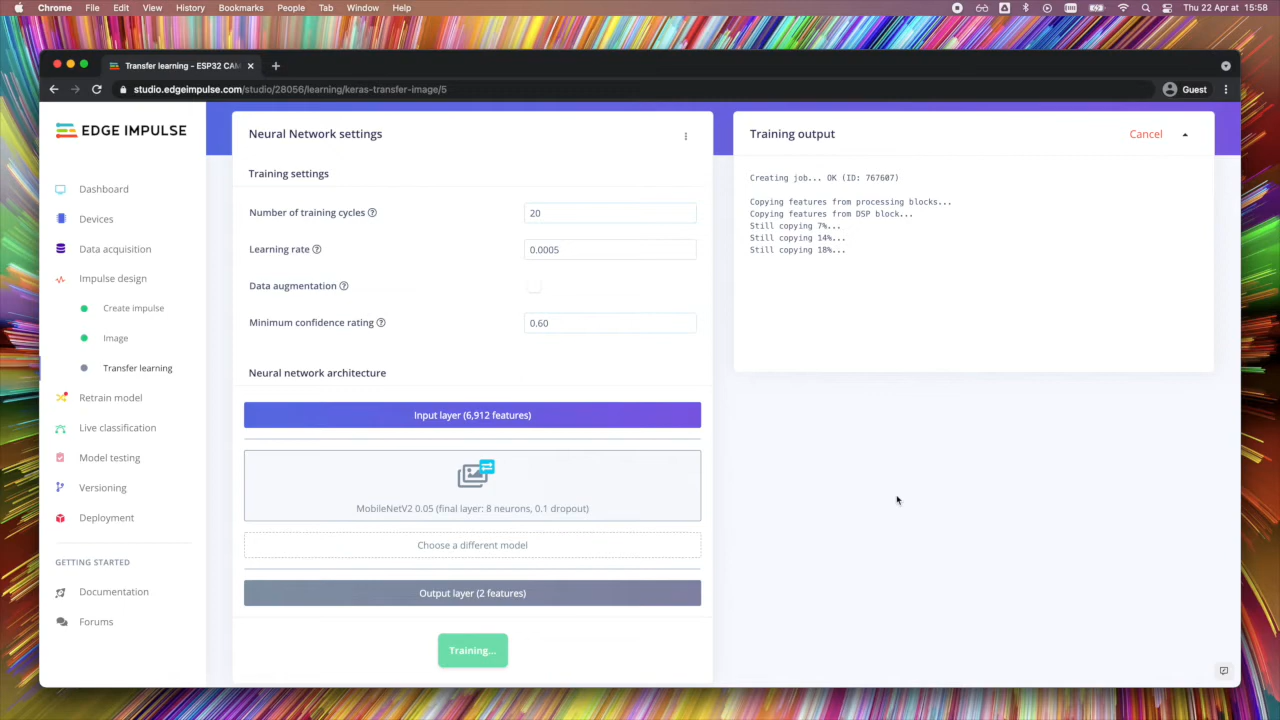 Chrome File Edit View History Bookmarks People Tab Window Help
Thu 22 Apr at 15:58
Transfer learning – ESP32 CAM
studio.edgeimpulse.com/studio/28056/learning/keras-transfer-image/5
Guest
EDGE IMPULSE
Dashboard
Devices
Data acquisition
Impulse design
Create impulse
Image
Transfer learning
Retrain model
Live classification
Model testing
Versioning
Deployment
GETTING STARTED
Documentation
Forums
Neural Network settings
Training settings
Number of training cycles
20
Learning rate
0.0005
Data augmentation
Minimum confidence rating
0.60
Neural network architecture
Input layer (6,912 features)
MobileNetV2 0.05 (final layer: 8 neurons, 0.1 dropout)
Choose a different model
Output layer (2 features)
Training...
Training output
Cancel
Creating job... OK (ID: 767607)
Copying features from processing blocks...
Copying features from DSP block...
Still copying 7%...
Still copying 14%...
Still copying 18%...